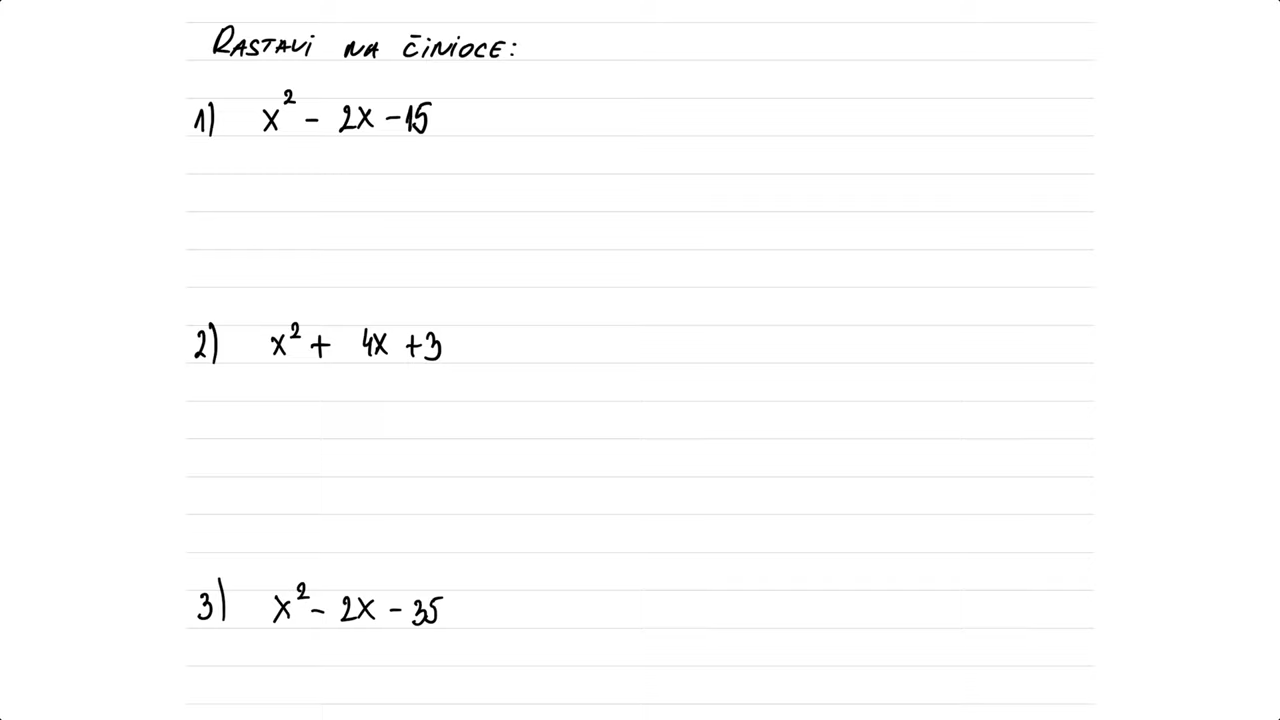 RASTAVI NA ČINIOCE:
1) x² - 2x - 15
2) x² + 4x + 3
3) x² - 2x - 35